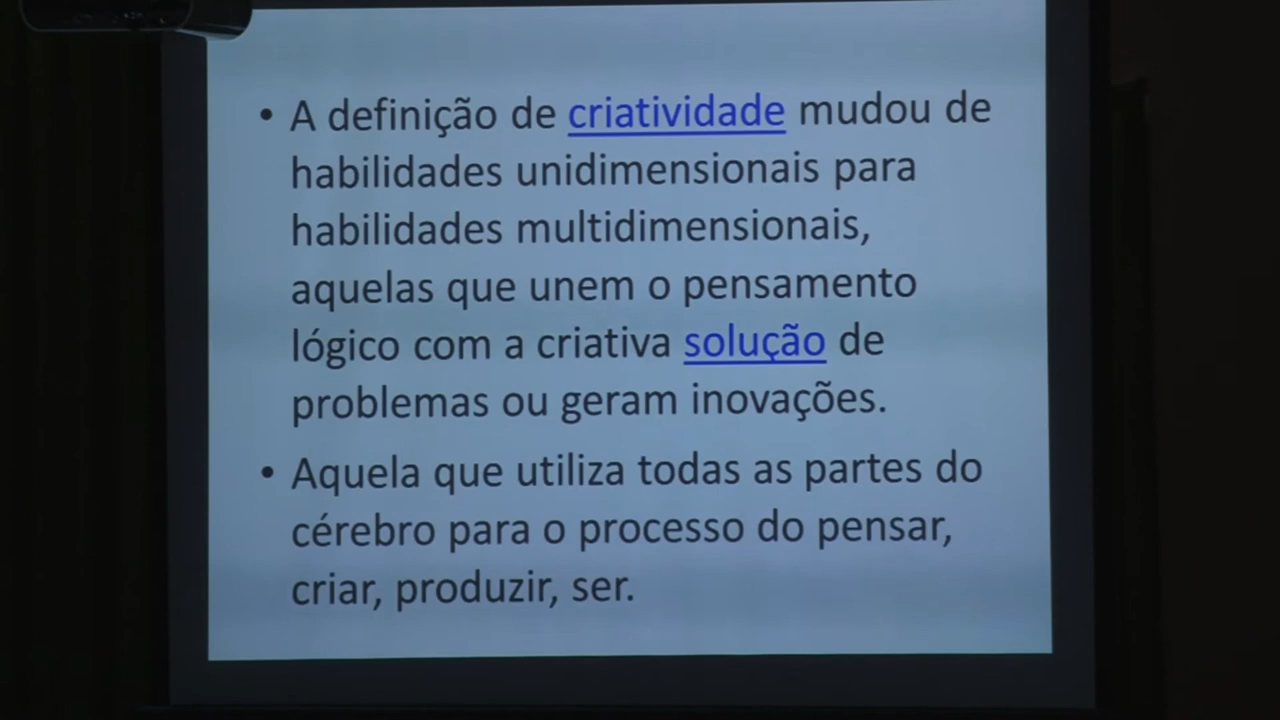 • A definição de criatividade mudou de
habilidades unidimensionais para
habilidades multidimensionais,
aquelas que unem o pensamento
lógico com a criativa solução de
problemas ou geram inovações.
• Aquela que utiliza todas as partes do
cérebro para o processo do pensar,
criar, produzir, ser.